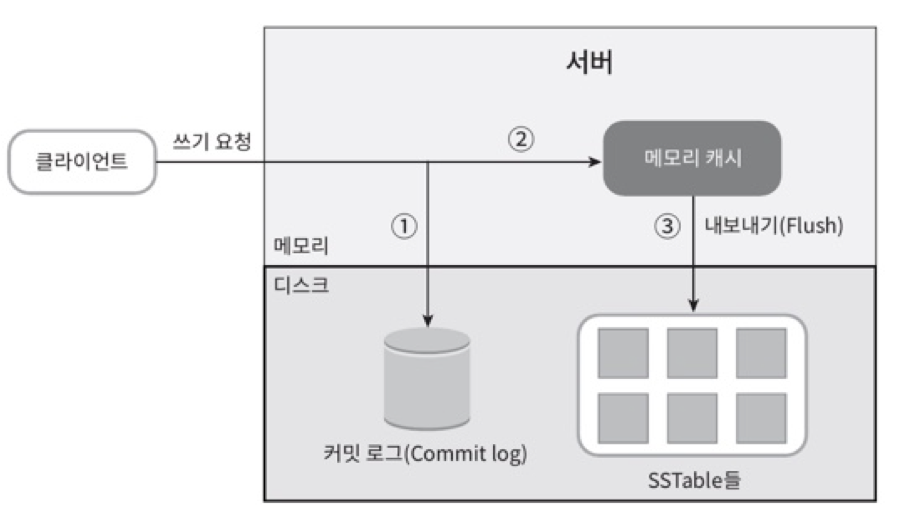 서버
클라이언트
쓰기 요청
②
메모리 캐시
①
③
내보내기(Flush)
메모리
디스크
커밋 로그(Commit log)
SSTable들